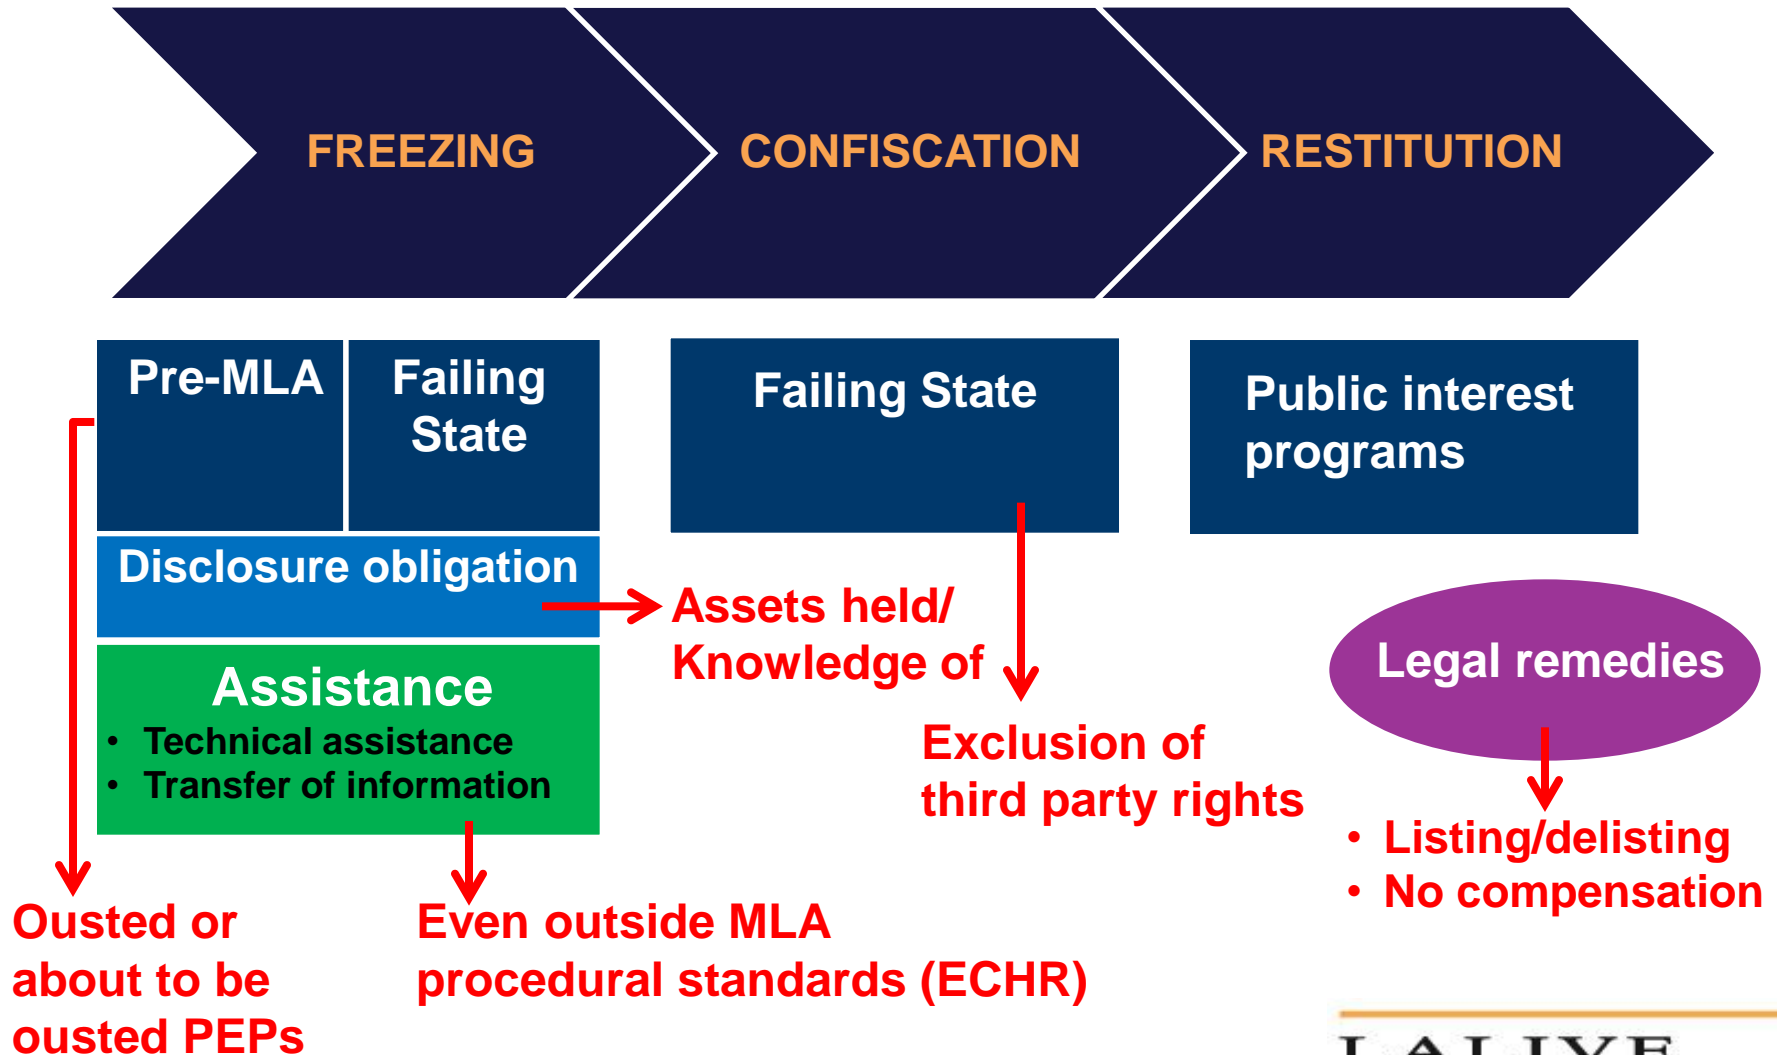 FREEZING
CONFISCATION
RESTITUTION
Pre-MLA
Failing
State
Failing State
Public interest
programs
Disclosure obligation
Assets held/
Knowledge of
Assistance
• Technical assistance
• Transfer of information
Exclusion of
third party rights
Legal remedies
• Listing/delisting
• No compensation
Ousted or
about to be
ousted PEPs
Even outside MLA
procedural standards (ECHR)
LALIVE